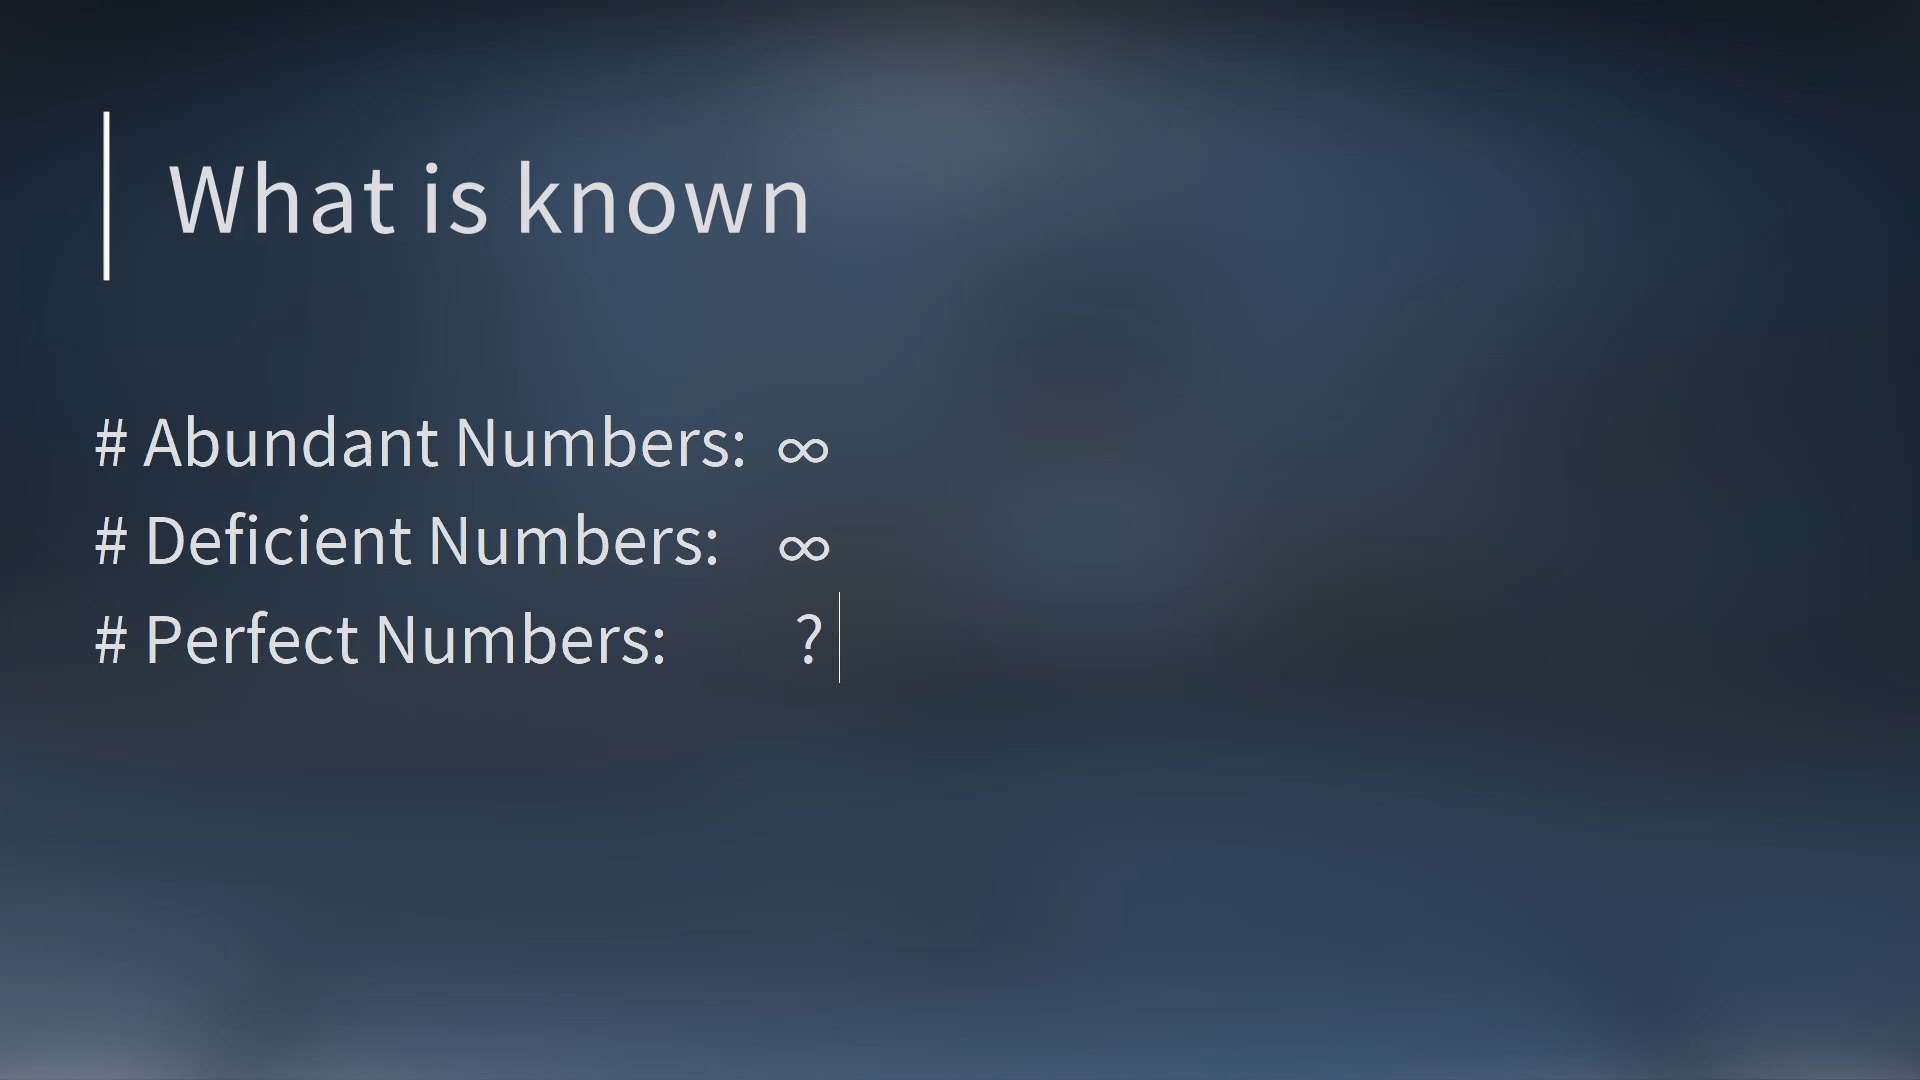 What is known
# Abundant Numbers: ∞
# Deficient Numbers: ∞
# Perfect Numbers: ?